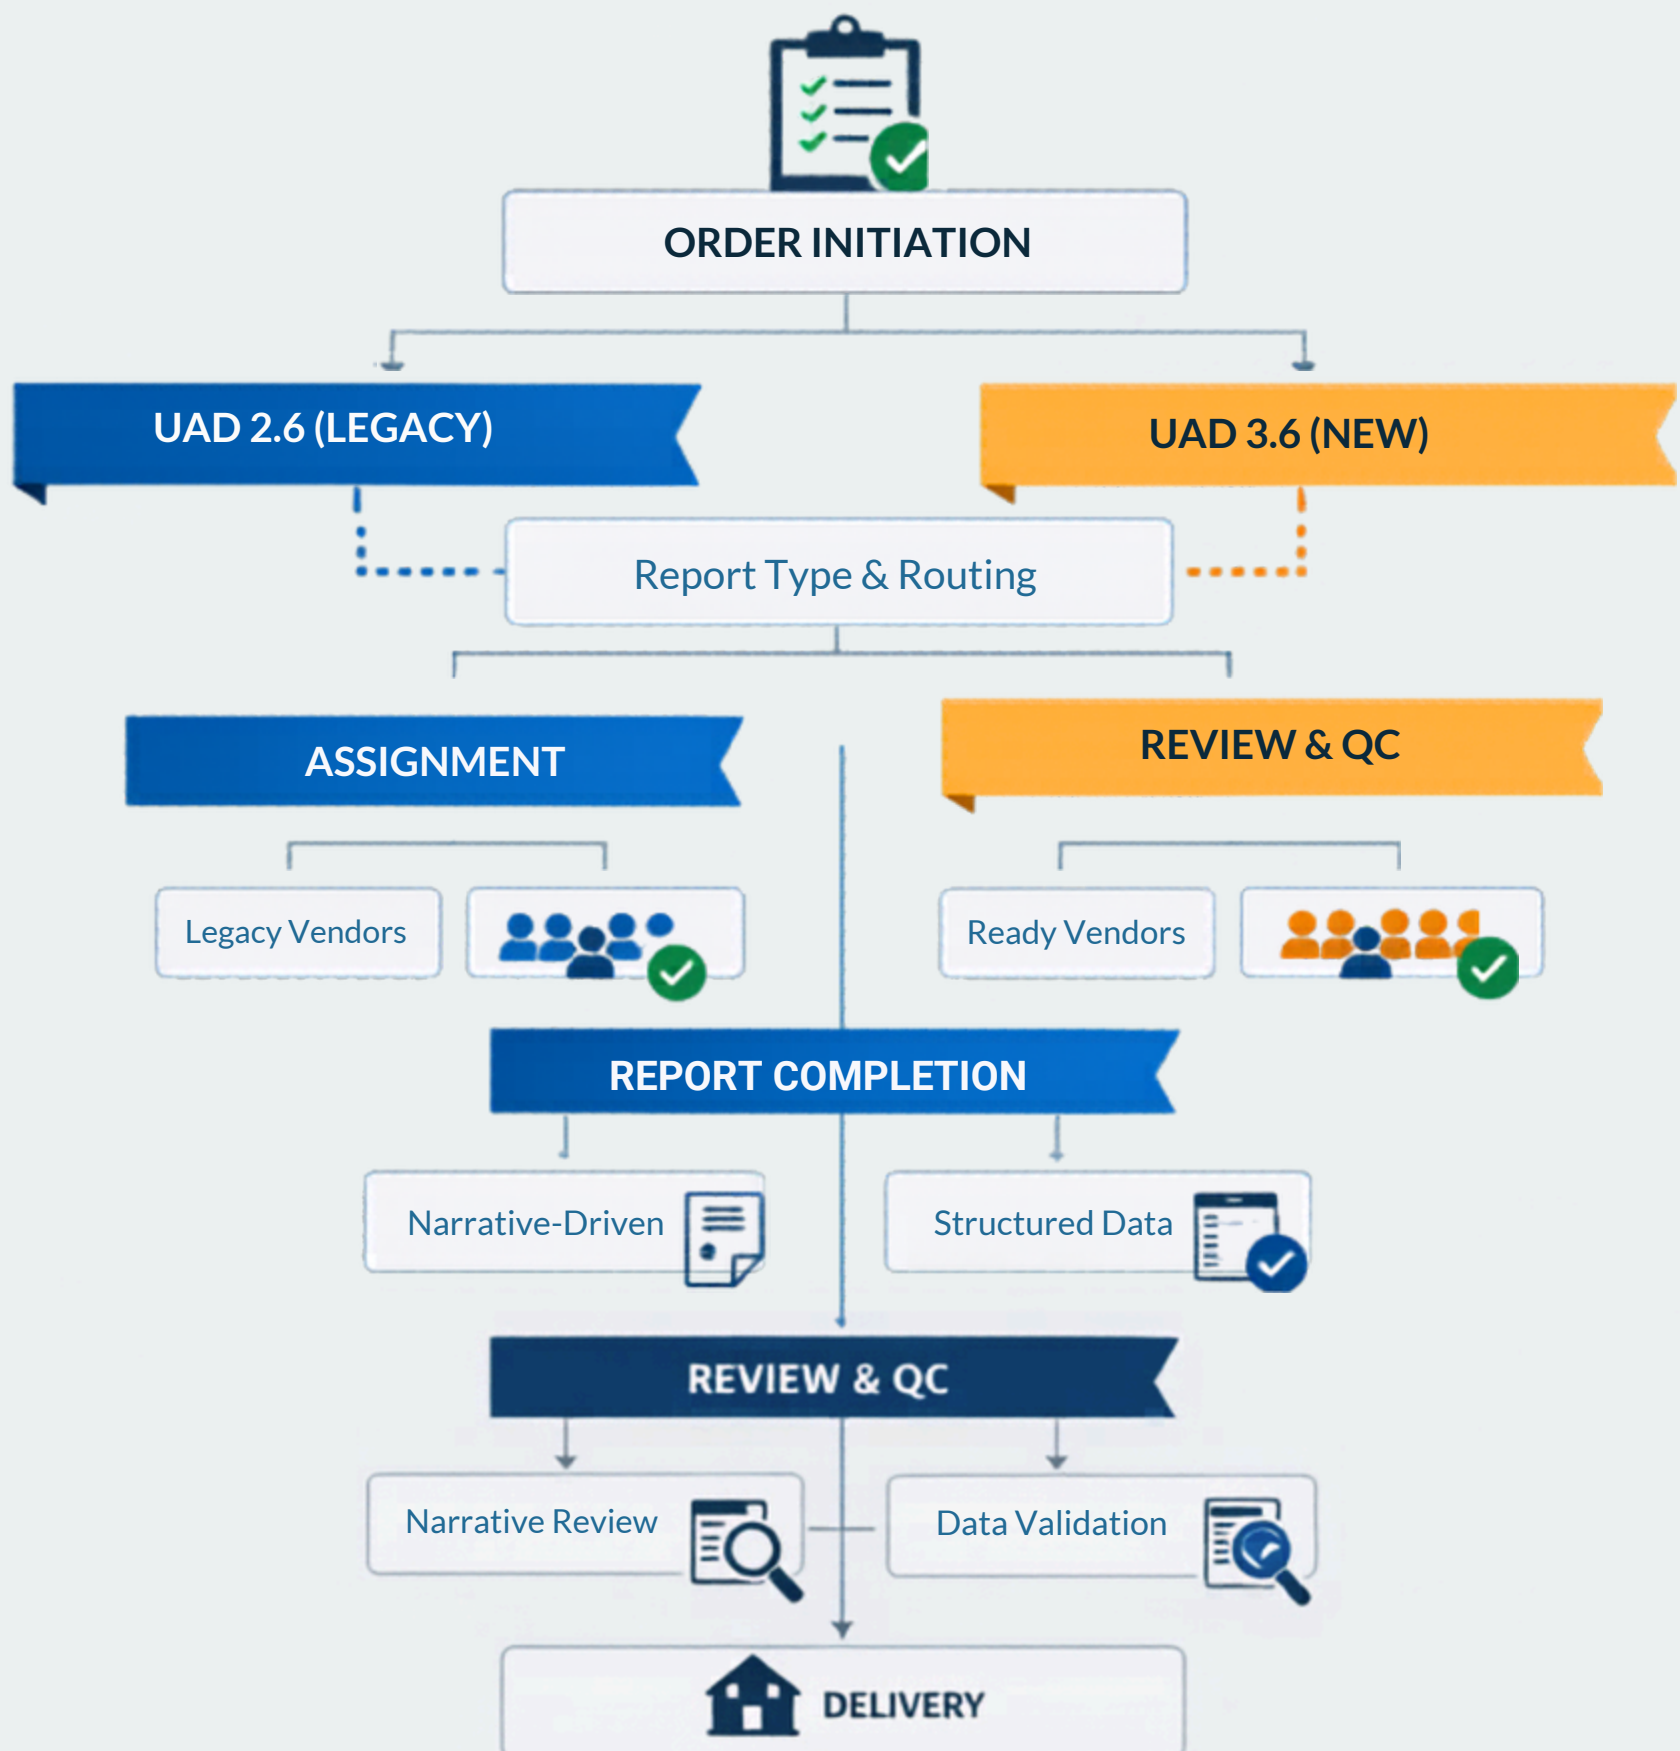 ORDER INITIATION
UAD 2.6 (LEGACY)
UAD 3.6 (NEW)
Report Type & Routing
ASSIGNMENT
REVIEW & QC
Legacy Vendors
Ready Vendors
REPORT COMPLETION
Narrative-Driven
Structured Data
REVIEW & QC
Narrative Review
Data Validation
DELIVERY